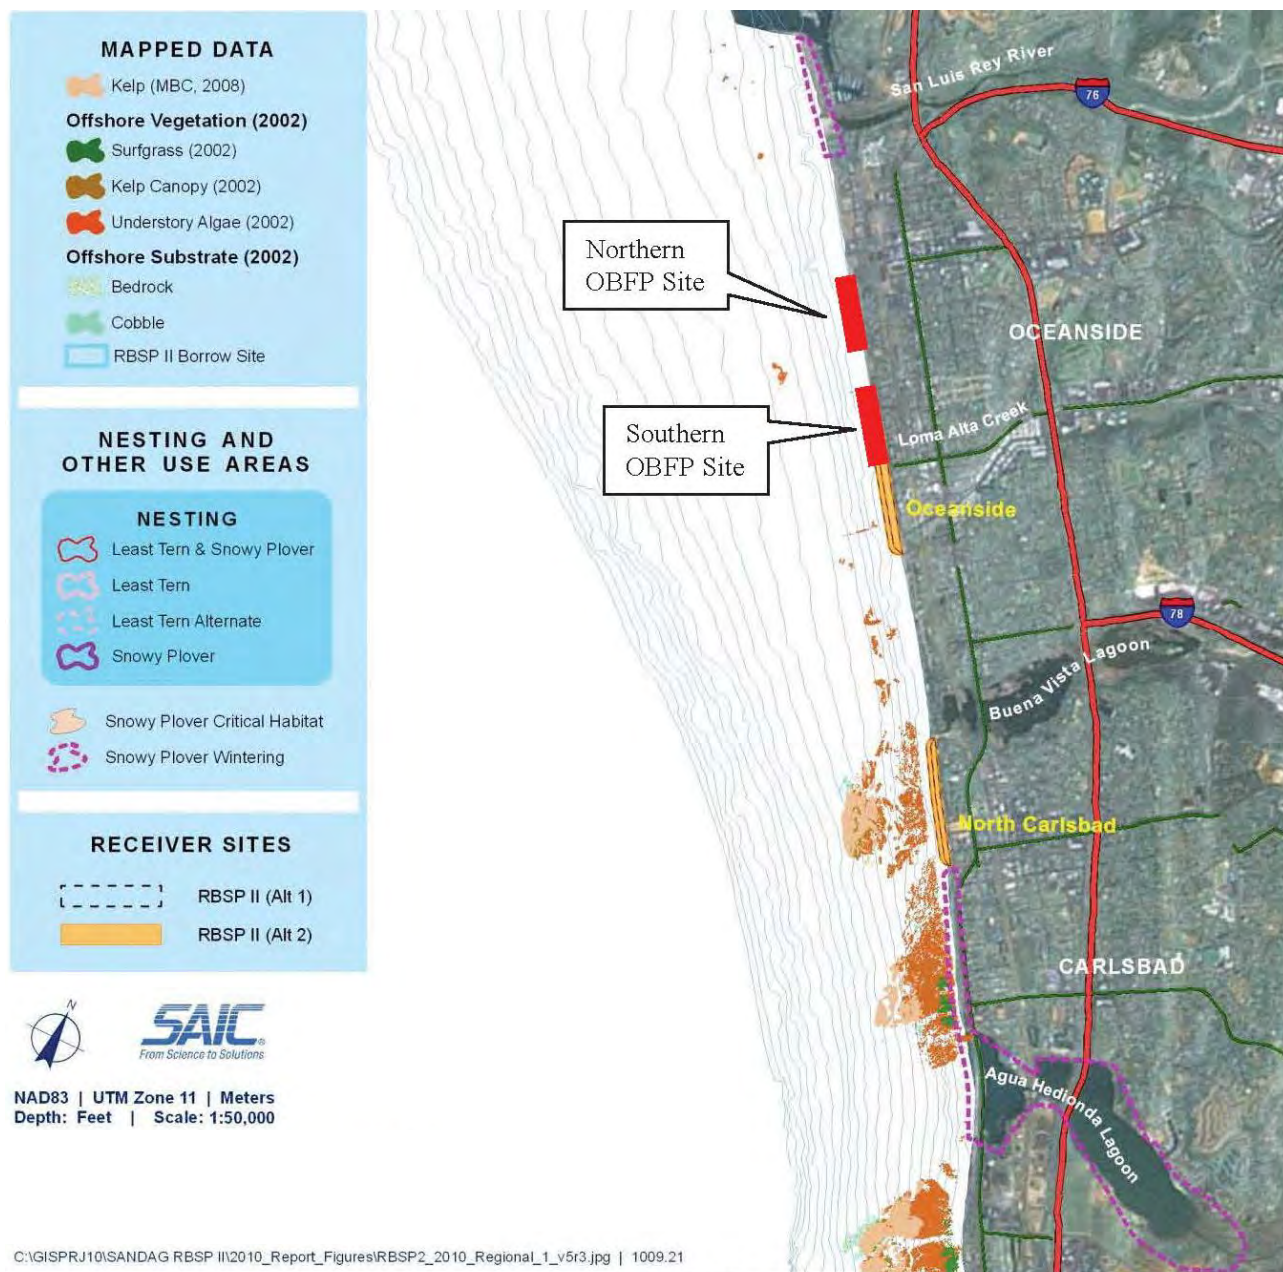 MAPPED DATA
Kelp (MBC, 2008)
Offshore Vegetation (2002)
Surfgrass (2002)
Kelp Canopy (2002)
Understory Algae (2002)
Offshore Substrate (2002)
Bedrock
Cobble
RBSP II Borrow Site
NESTING AND
OTHER USE AREAS
NESTING
Least Tern & Snowy Plover
Least Tern
Least Tern Alternate
Snowy Plover
Snowy Plover Critical Habitat
Snowy Plover Wintering
RECEIVER SITES
RBSP II (Alt 1)
RBSP II (Alt 2)
N
SAIC®
From Science to Solutions
NAD83 | UTM Zone 11 | Meters
Depth: Feet | Scale: 1:50,000
C:\GISPRJ10\SANDAG RBSP II\2010_Report_Figures\RBSP2_2010_Regional_1_v5r3.jpg | 1009.21
San Luis Rey River
76
Northern
OBFP Site
OCEANSIDE
Southern
OBFP Site
Loma Alta Creek
Oceanside
78
Buena Vista Lagoon
North Carlsbad
CARLSBAD
Agua Hedionda Lagoon